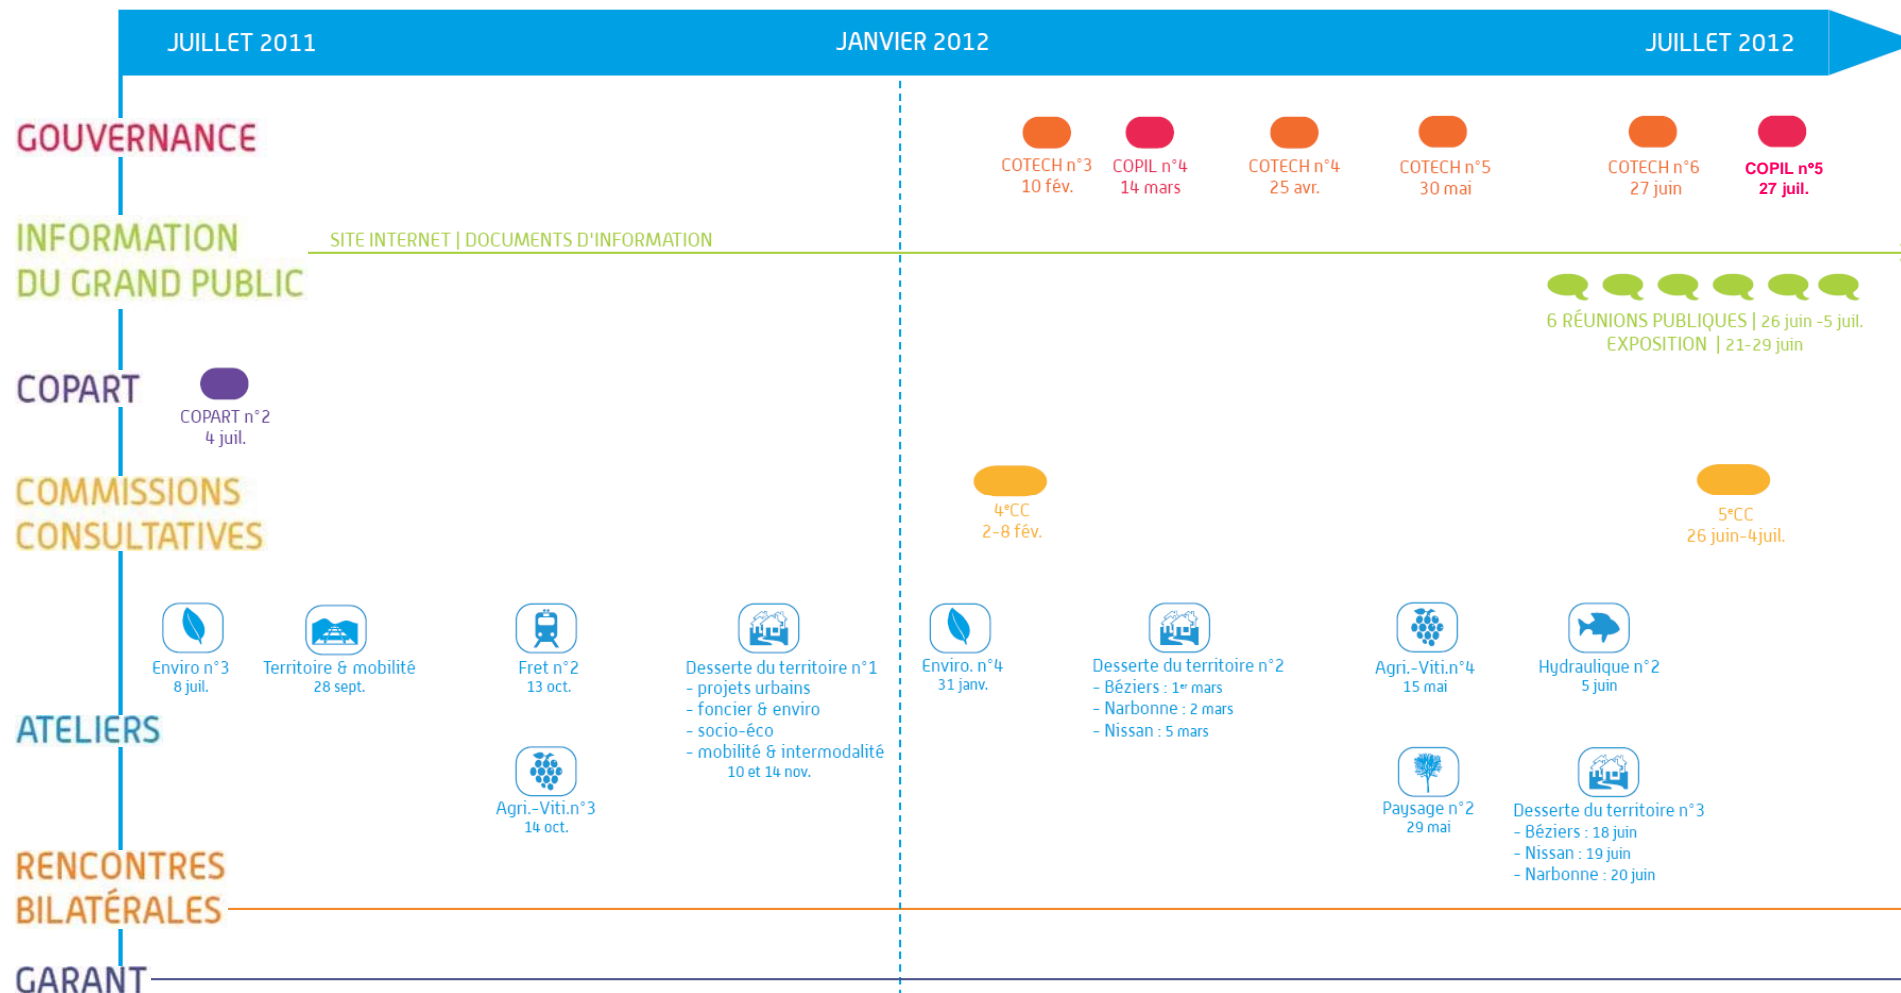 JUILLET 2011
JANVIER 2012
JUILLET 2012
GOUVERNANCE
COTECH n°3
10 fév.
COPIL n°4
14 mars
COTECH n°4
25 avr.
COTECH n°5
30 mai
COTECH n°6
27 juin
COPIL n°5
27 juil.
INFORMATION
DU GRAND PUBLIC
SITE INTERNET | DOCUMENTS D'INFORMATION
6 RÉUNIONS PUBLIQUES | 26 juin -5 juil.
EXPOSITION | 21-29 juin
COPART
COPART n°2
4 juil.
COMMISSIONS
CONSULTATIVES
4eCC
2-8 fév.
5eCC
26 juin-4juil.
ATELIERS
Enviro n°3
8 juil.
Territoire & mobilité
28 sept.
Fret n°2
13 oct.
Agri.-Viti.n°3
14 oct.
Desserte du territoire n°1
- projets urbains
- foncier & enviro
- socio-éco
- mobilité & intermodalité
10 et 14 nov.
Enviro. n°4
31 janv.
Desserte du territoire n°2
- Béziers : 1er mars
- Narbonne : 2 mars
- Nissan : 5 mars
Agri.-Viti.n°4
15 mai
Paysage n°2
29 mai
Hydraulique n°2
5 juin
Desserte du territoire n°3
- Béziers : 18 juin
- Nissan : 19 juin
- Narbonne : 20 juin
RENCONTRES
BILATÉRALES
GARANT